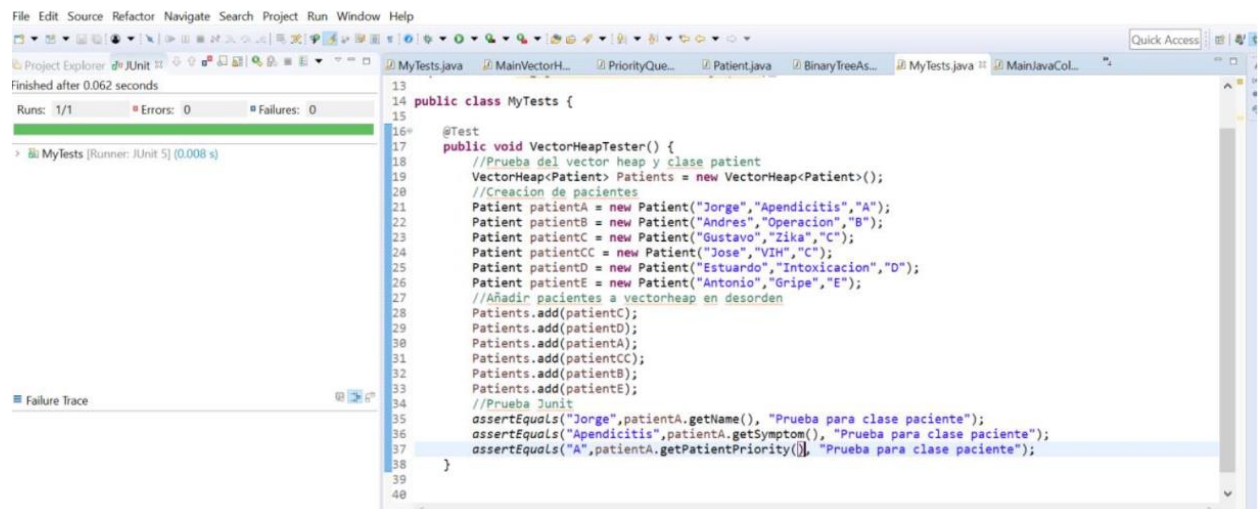 File Edit Source Refactor Navigate Search Project Run Window Help
Quick Access
Project Explorer JUnit
MyTests.java MainVectorH... PriorityQue... Patient.java BinaryTreeAs... MyTests.java MainJavaCol...
Finished after 0.062 seconds
Runs: 1/1 Errors: 0 Failures: 0
MyTests [Runner: JUnit 5] (0.008 s)
Failure Trace
13
14 public class MyTests {
15
16 @Test
17 public void VectorHeapTester() {
18 //Prueba del vector heap y clase patient
19 VectorHeap<Patient> Patients = new VectorHeap<Patient>();
20 //Creacion de pacientes
21 Patient patientA = new Patient("Jorge","Apendicitis","A");
22 Patient patientB = new Patient("Andres","Operacion","B");
23 Patient patientC = new Patient("Gustavo","Zika","C");
24 Patient patientCC = new Patient("Jose","VIH","C");
25 Patient patientD = new Patient("Estuardo","Intoxicacion","D");
26 Patient patientE = new Patient("Antonio","Gripe","E");
27 //Añadir pacientes a vectorheap en desorden
28 Patients.add(patientC);
29 Patients.add(patientD);
30 Patients.add(patientA);
31 Patients.add(patientCC);
32 Patients.add(patientB);
33 Patients.add(patientE);
34 //Prueba Junit
35 assertEquals("Jorge",patientA.getName(), "Prueba para clase paciente");
36 assertEquals("Apendicitis",patientA.getSymptom(), "Prueba para clase paciente");
37 assertEquals("A",patientA.getPatientPriority(), "Prueba para clase paciente");
38 }
39
40